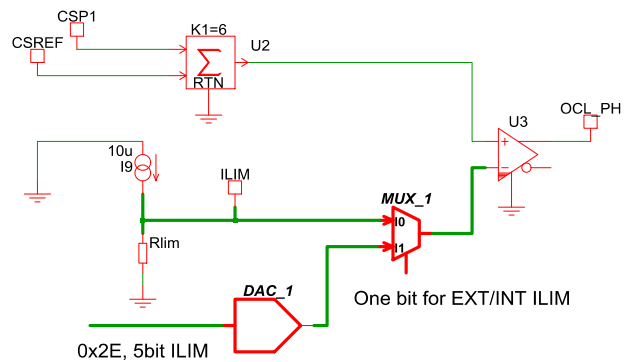 CSP1
CSREF
K1=6
U2
Σ
RTN
U3
OCL_PH
+
−
10u
I9
ILIM
MUX_1
I0
I1
Rlim
DAC_1
One bit for EXT/INT ILIM
0x2E, 5bit ILIM